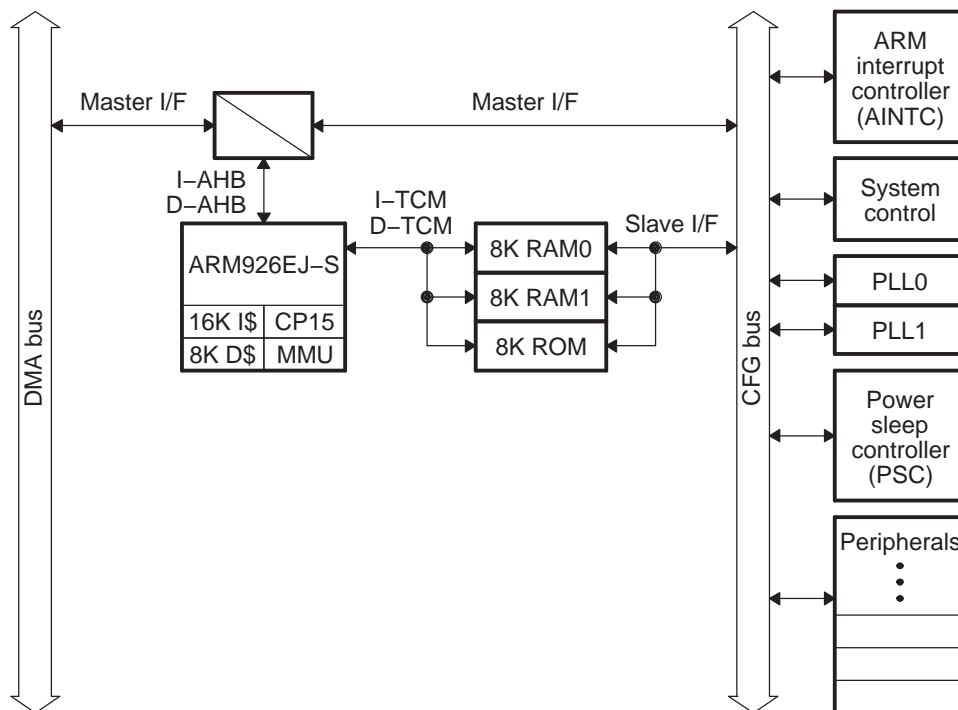 DMA bus
Master I/F
Master I/F
I–AHB
D–AHB
ARM926EJ–S
16K I$
CP15
8K D$
MMU
I–TCM
D–TCM
8K RAM0
8K RAM1
8K ROM
Slave I/F
CFG bus
ARM
interrupt
controller
(AINTC)
System
control
PLL0
PLL1
Power
sleep
controller
(PSC)
Peripherals